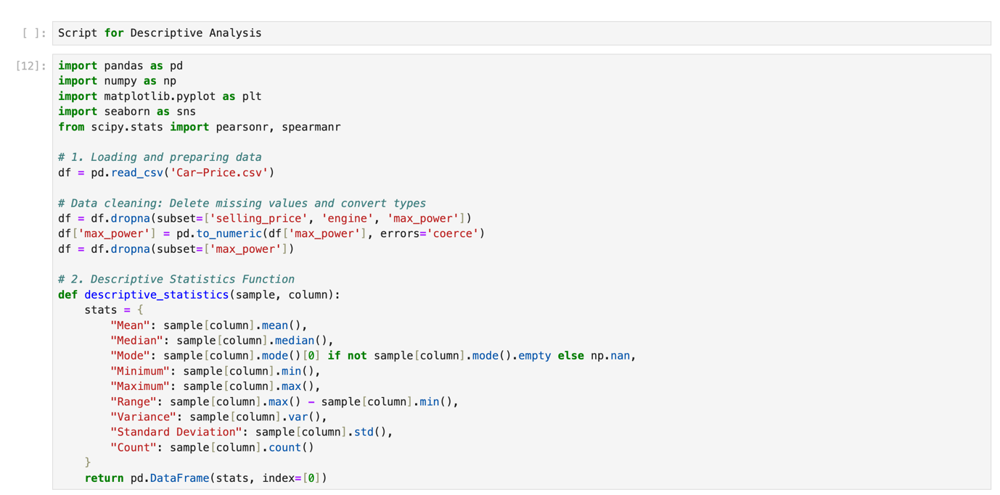 [ ]: Script for Descriptive Analysis
[12]: import pandas as pd
import numpy as np
import matplotlib.pyplot as plt
import seaborn as sns
from scipy.stats import pearsonr, spearmanr

# 1. Loading and preparing data
df = pd.read_csv('Car-Price.csv')

# Data cleaning: Delete missing values and convert types
df = df.dropna(subset=['selling_price', 'engine', 'max_power'])
df['max_power'] = pd.to_numeric(df['max_power'], errors='coerce')
df = df.dropna(subset=['max_power'])

# 2. Descriptive Statistics Function
def descriptive_statistics(sample, column):
    stats = {
        "Mean": sample[column].mean(),
        "Median": sample[column].median(),
        "Mode": sample[column].mode()[0] if not sample[column].mode().empty else np.nan,
        "Minimum": sample[column].min(),
        "Maximum": sample[column].max(),
        "Range": sample[column].max() - sample[column].min(),
        "Variance": sample[column].var(),
        "Standard Deviation": sample[column].std(),
        "Count": sample[column].count()
    }
    return pd.DataFrame(stats, index=[0])